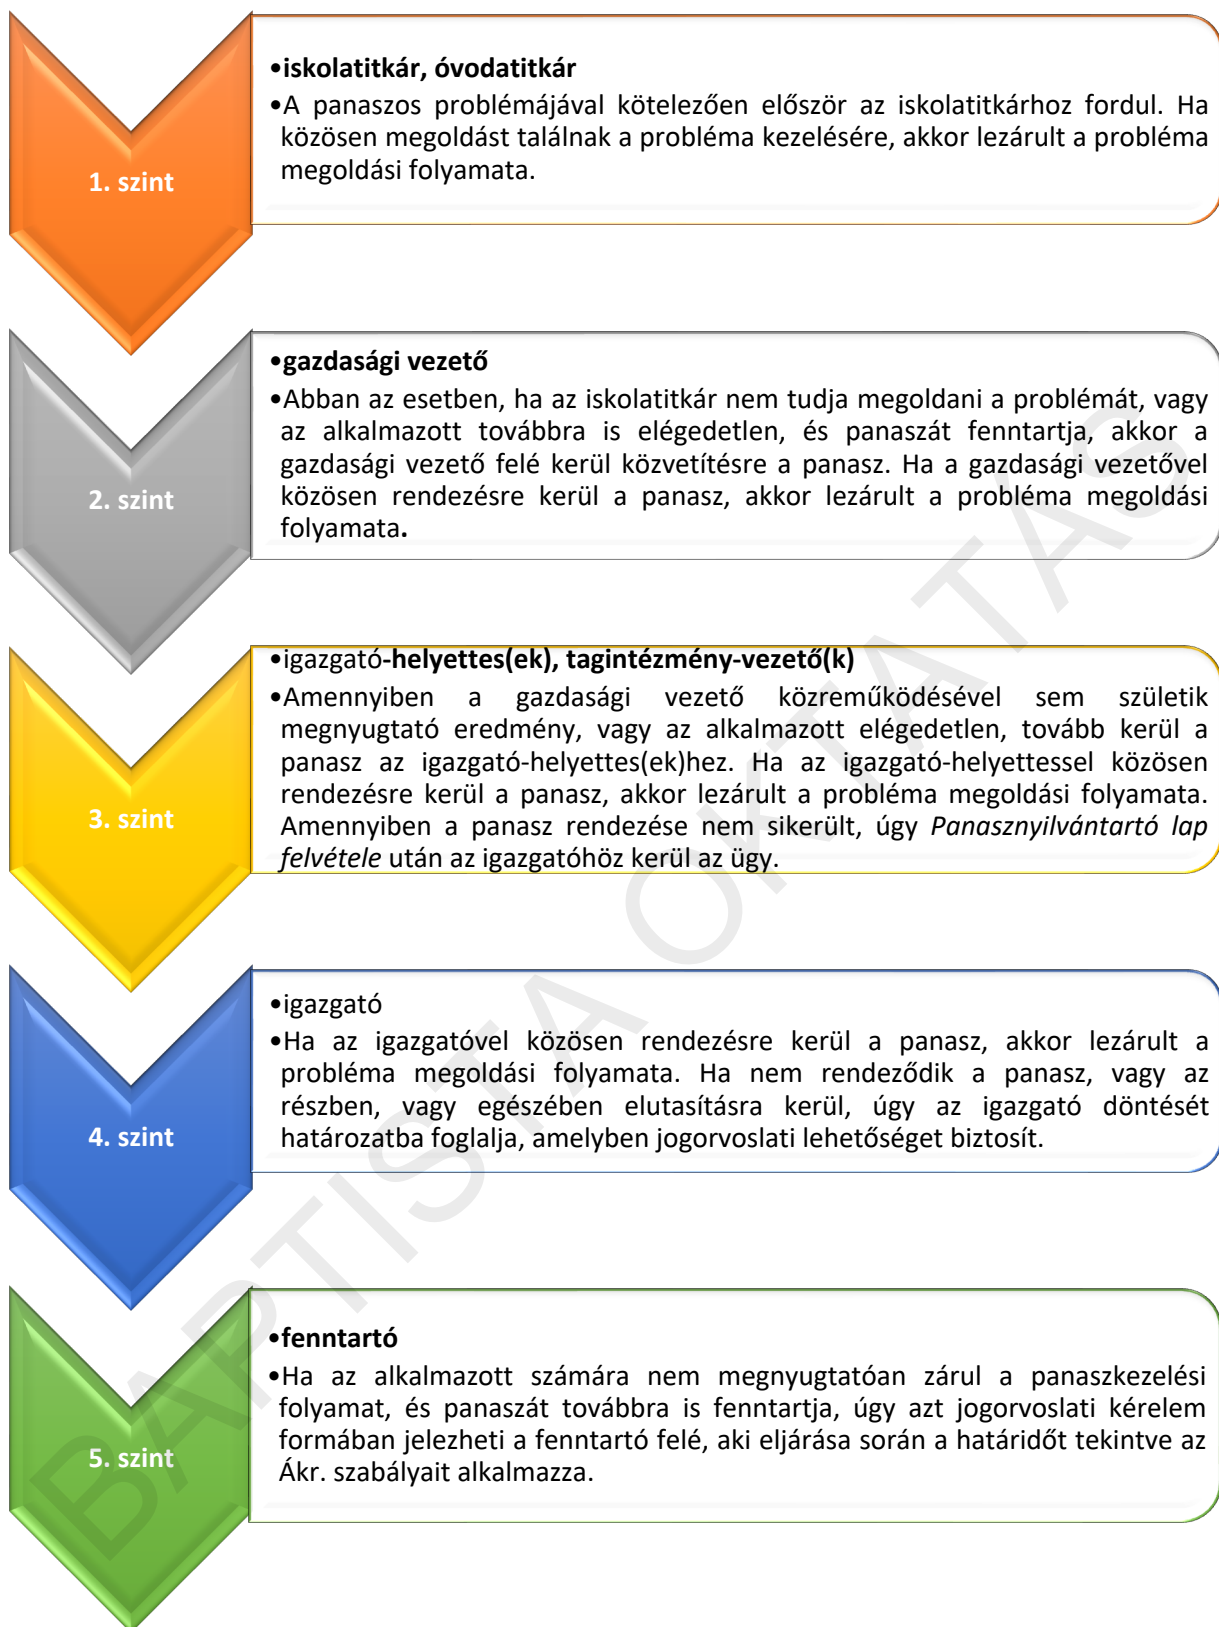 •iskolatitkár, óvodatitkár
•A panaszos problémájával kötelezően először az iskolatitkárhoz fordul. Ha
közösen megoldást találnak a probléma kezelésére, akkor lezárult a probléma
megoldási folyamata.
1. szint
•gazdasági vezető
•Abban az esetben, ha az iskolatitkár nem tudja megoldani a problémát, vagy
az alkalmazott továbbra is elégedetlen, és panaszát fenntartja, akkor a
gazdasági vezető felé kerül közvetítésre a panasz. Ha a gazdasági vezetővel
közösen rendezésre kerül a panasz, akkor lezárult a probléma megoldási
folyamata.
2. szint
•igazgató-helyettes(ek), tagintézmény-vezető(k)
•Amennyiben a gazdasági vezető közreműködésével sem születik
megnyugtató eredmény, vagy az alkalmazott elégedetlen, tovább kerül a
panasz az igazgató-helyettes(ek)hez. Ha az igazgató-helyettessel közösen
rendezésre kerül a panasz, akkor lezárult a probléma megoldási folyamata.
Amennyiben a panasz rendezése nem sikerült, úgy Panasznyilvántartó lap
felvétele után az igazgatóhöz kerül az ügy.
3. szint
•igazgató
•Ha az igazgatóvel közösen rendezésre kerül a panasz, akkor lezárult a
probléma megoldási folyamata. Ha nem rendeződik a panasz, vagy az
részben, vagy egészében elutasításra kerül, úgy az igazgató döntését
határozatba foglalja, amelyben jogorvoslati lehetőséget biztosít.
4. szint
•fenntartó
•Ha az alkalmazott számára nem megnyugtatóan zárul a panaszkezelési
folyamat, és panaszát továbbra is fenntartja, úgy azt jogorvoslati kérelem
formában jelezheti a fenntartó felé, aki eljárása során a határidőt tekintve az
Ákr. szabályait alkalmazza.
5. szint
BAPTISTA OKTATÁS